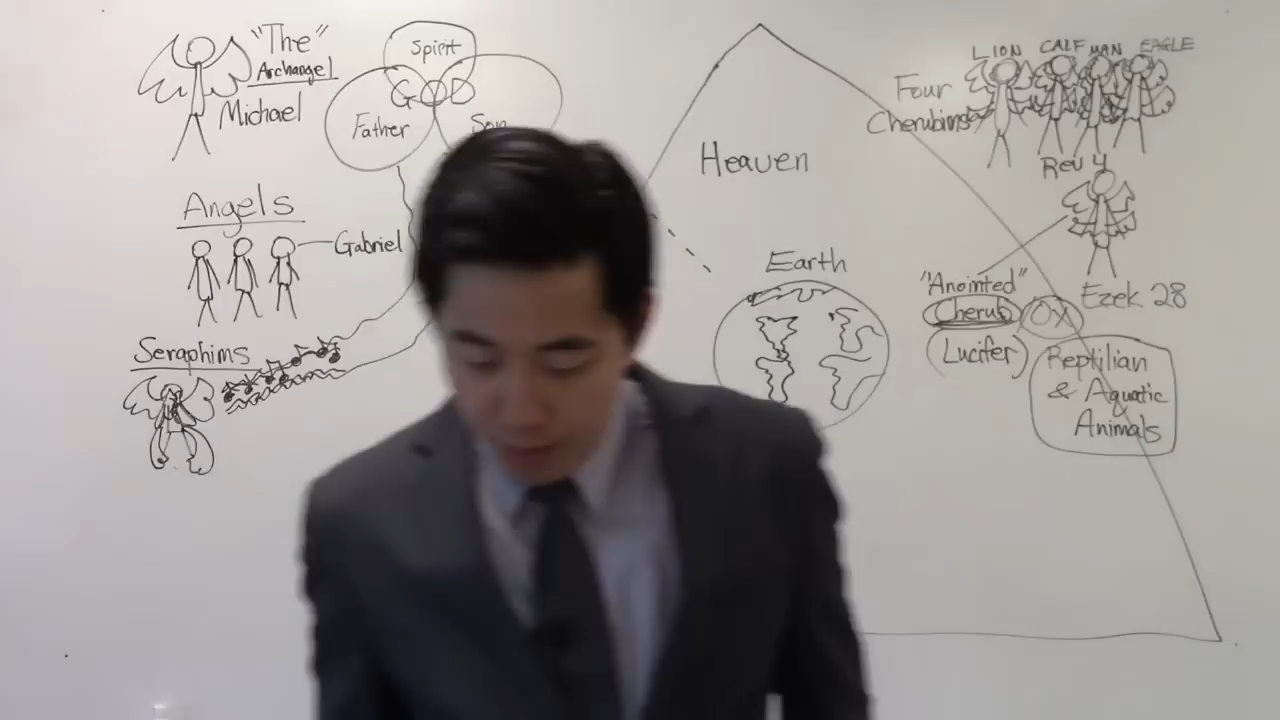 "The"
Archangel
Michael
Spirit
GOD
Father
Son
Angels
Gabriel
Seraphims
Heaven
Earth
LION CALF MAN EAGLE
Four
Cherubims
Rev 4
"Anointed"
Cherub OX
Ezek 28
(Lucifer)
Reptilian
& Aquatic
Animals